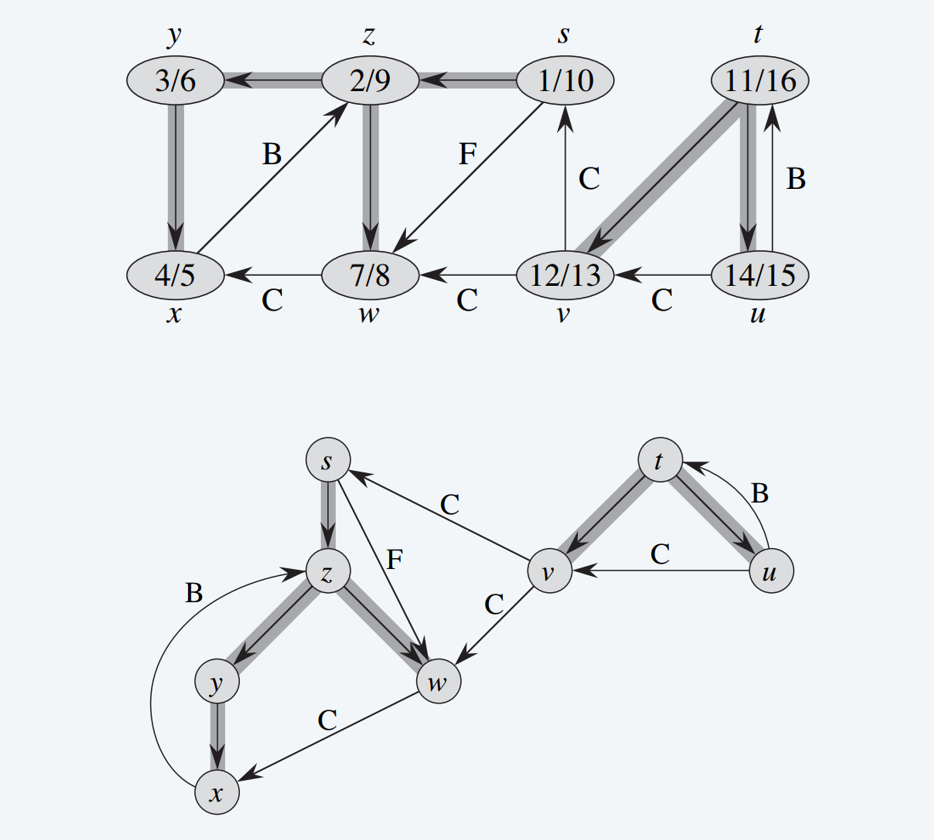 y z s t
3/6 2/9 1/10 11/16
B F C B
4/5 7/8 12/13 14/15
C C C
x w v u
s t
C B
F C
B z v u
C
y w
C
x